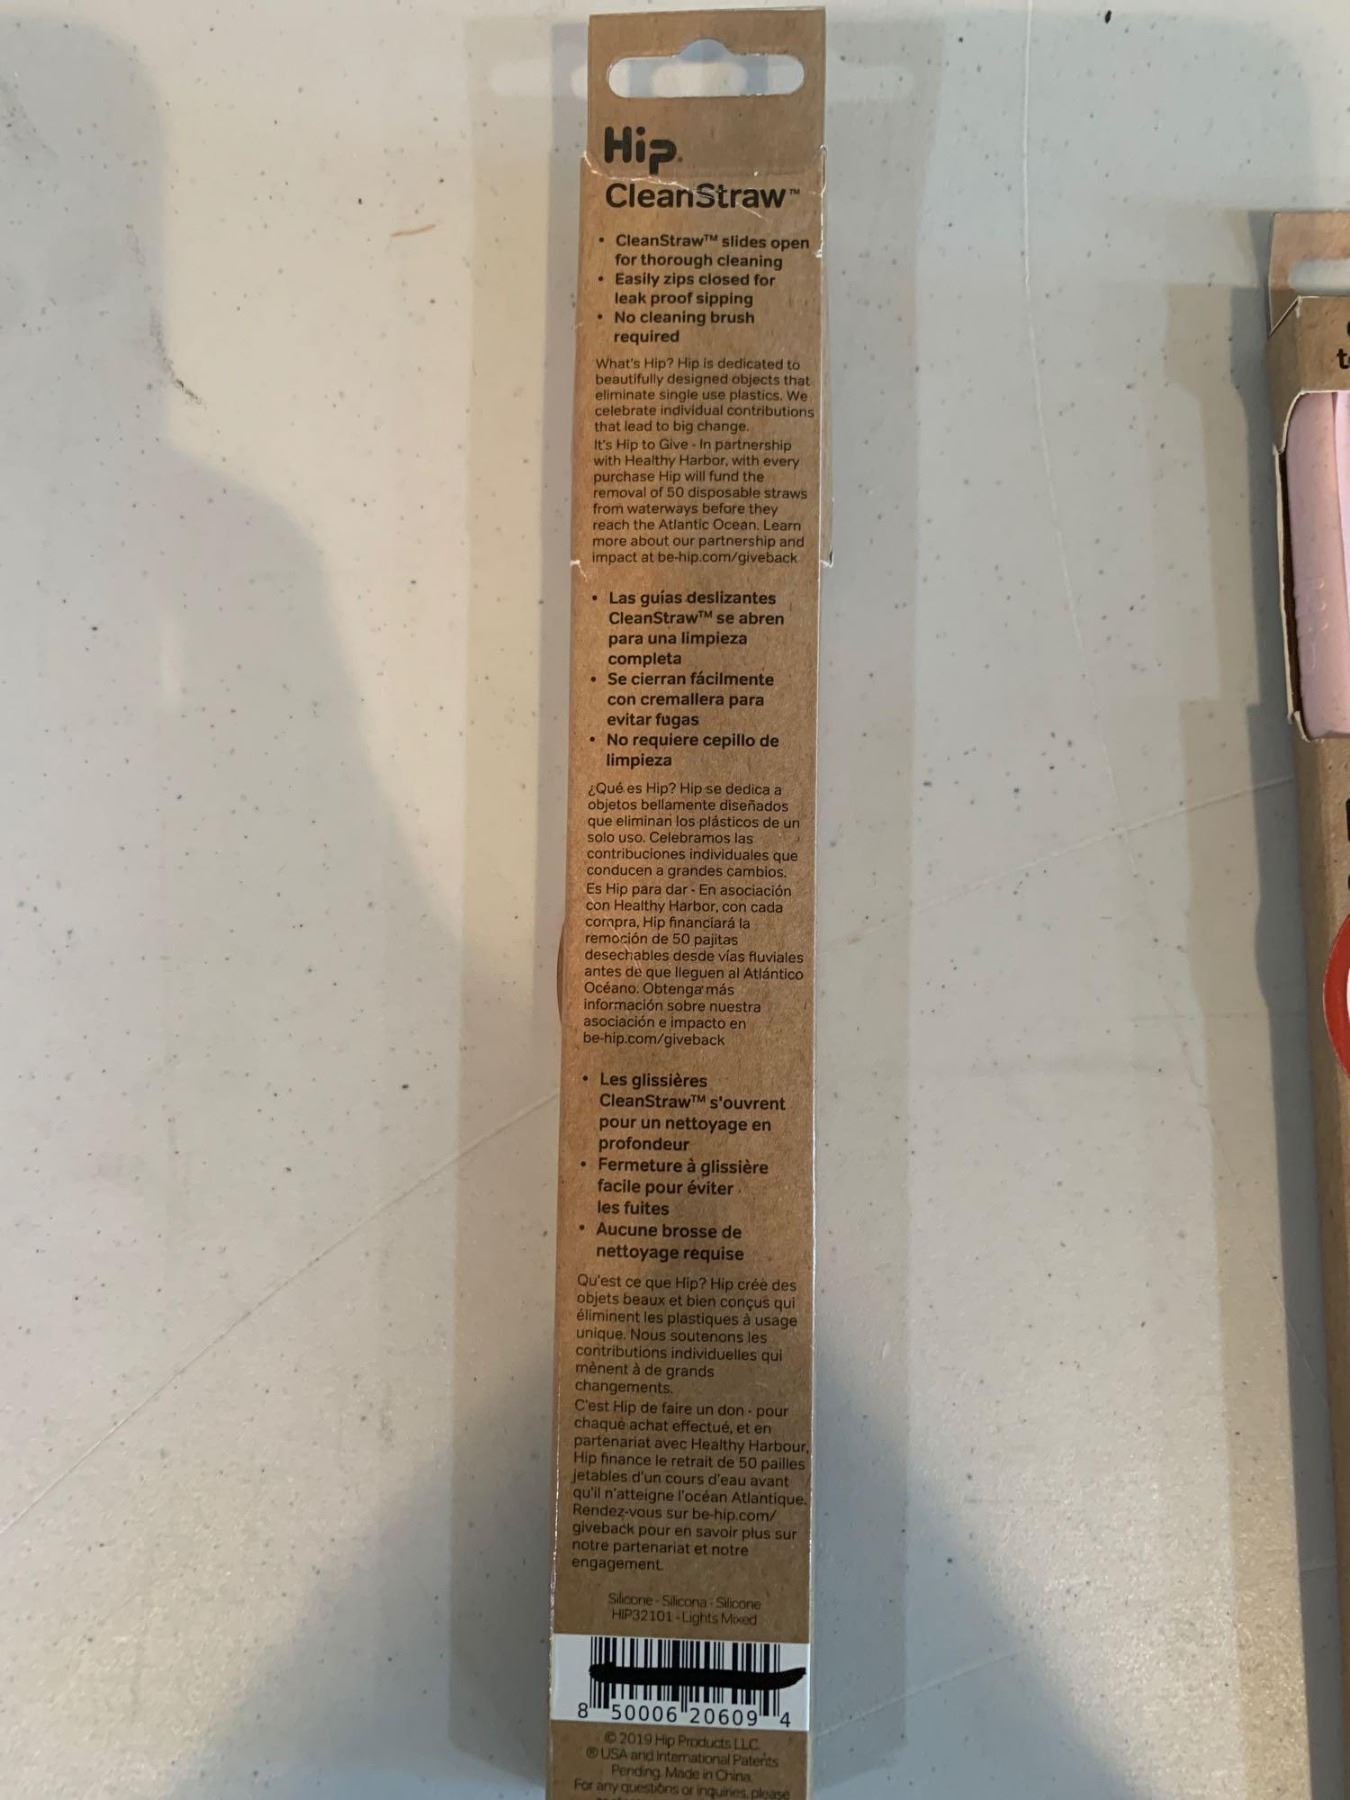 Hip
CleanStraw™
• CleanStraw™ slides open
for thorough cleaning
• Easily zips closed for
leak proof sipping
• No cleaning brush
required
What's Hip? Hip is dedicated to
beautifully designed objects that
eliminate single use plastics. We
celebrate individual contributions
that lead to big change.
It's Hip to Give - In partnership
with Healthy Harbor, with every
purchase Hip will fund the
removal of 50 disposable straws
from waterways before they
reach the Atlantic Ocean. Learn
more about our partnership and
impact at be-hip.com/giveback
• Las guías deslizantes
CleanStraw™ se abren
para una limpieza
completa
• Se cierran fácilmente
con cremallera para
evitar fugas
• No requiere cepillo de
limpieza
¿Qué es Hip? Hip se dedica a
objetos bellamente diseñados
que eliminan los plásticos de un
solo uso. Celebramos las
contribuciones individuales que
conducen a grandes cambios.
Es Hip para dar - En asociación
con Healthy Harbor, con cada
compra, Hip financiará la
remoción de 50 pajitas
desechables desde vías fluviales
antes de que lleguen al Atlántico
Océano. Obtenga más
información sobre nuestra
asociación e impacto en
be-hip.com/giveback
• Les glissières
CleanStraw™ s'ouvrent
pour un nettoyage en
profondeur
• Fermeture à glissière
facile pour éviter
les fuites
• Aucune brosse de
nettoyage requise
Qu'est ce que Hip? Hip créé des
objets beaux et bien conçus qui
éliminent les plastiques à usage
unique. Nous soutenons les
contributions individuelles qui
mènent à de grands
changements.
C'est Hip de faire un don - pour
chaque achat effectué, et en
partenariat avec Healthy Harbour,
Hip finance le retrait de 50 pailles
jetables d'un cours d'eau avant
qu'il n'atteigne l'océan Atlantique.
Rendez-vous sur be-hip.com/
giveback pour en savoir plus sur
notre partenariat et notre
engagement.
Silicone - Silicona - Silicone
HIP32101 - Lights Mixed
8 50006 20609 4
© 2019 Hip Products LLC.
® USA and International Patents
Pending. Made in China.
For any questions or inquiries, please